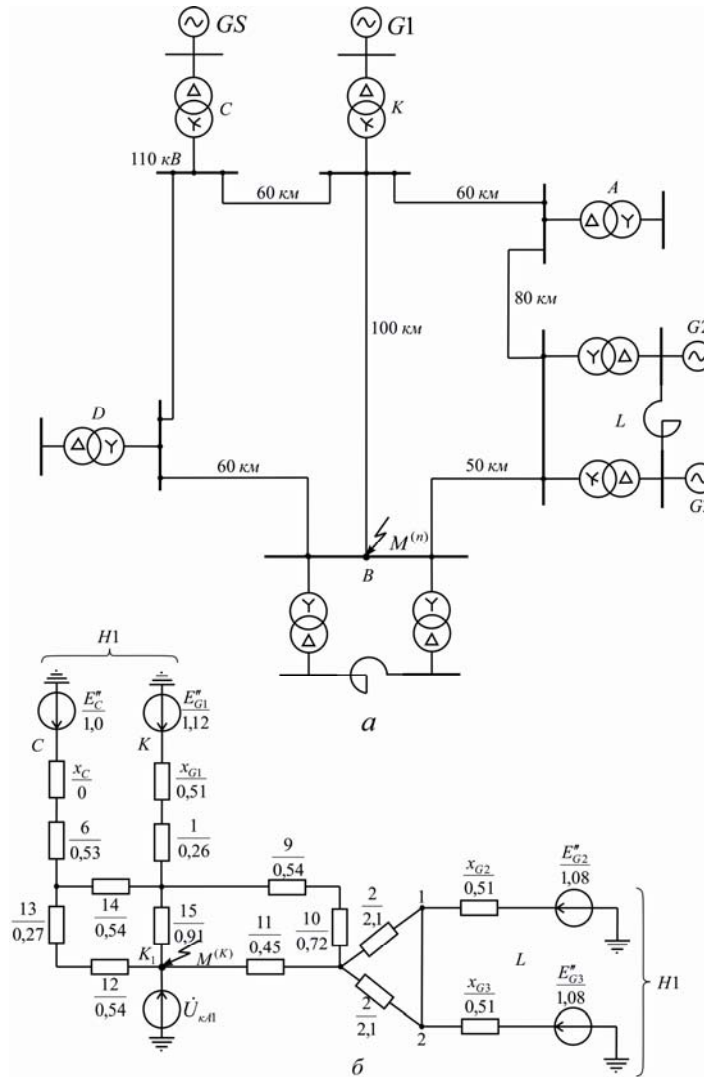 GS
G1
C
K
110 кВ
60 км
60 км
A
80 км
100 км
G2
L
D
60 км
50 км
M(n)
B
H1
а
E″C
1,0
E″G1
1,12
C
K
xC
0
xG1
0,51
6
0,53
1
0,26
9
0,54
13
0,27
14
0,54
15
0,91
11
0,45
10
0,72
2
2,1
1
xG2
0,51
E″G2
1,08
K1
M(K)
2
2,1
L
H1
12
0,54
U̇кА1
2
xG3
0,51
E″G3
1,08
б